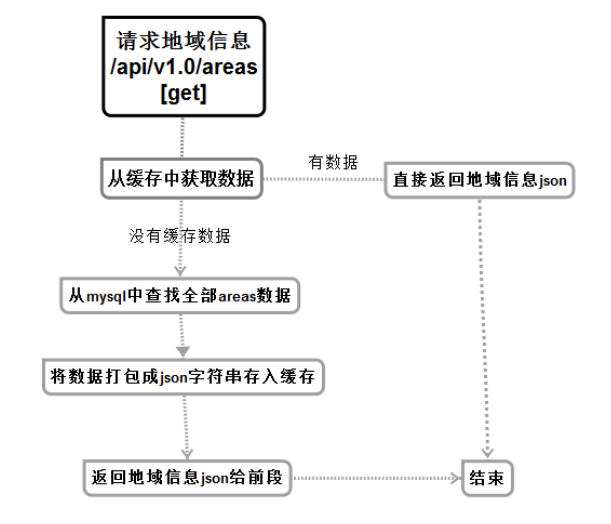 请求地域信息
/api/v1.0/areas
[get]
有数据
从缓存中获取数据
直接返回地域信息json
没有缓存数据
从mysql中查找全部areas数据
将数据打包成json字符串存入缓存
返回地域信息json给前段
结束